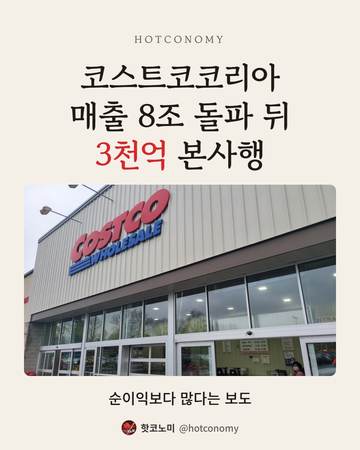 HOTCONOMY
코스트코코리아
매출 8조 돌파 뒤
3천억 본사행
COSTCO
WHOLESALE
순이익보다 많다는 보도
핫코노미 @hotconomy